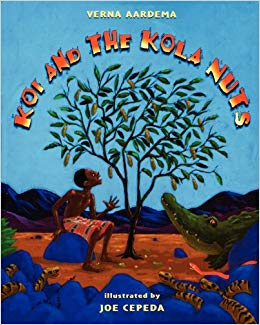 VERNA AARDEMA
KOI AND THE KOLA NUTS
illustrated by
JOE CEPEDA